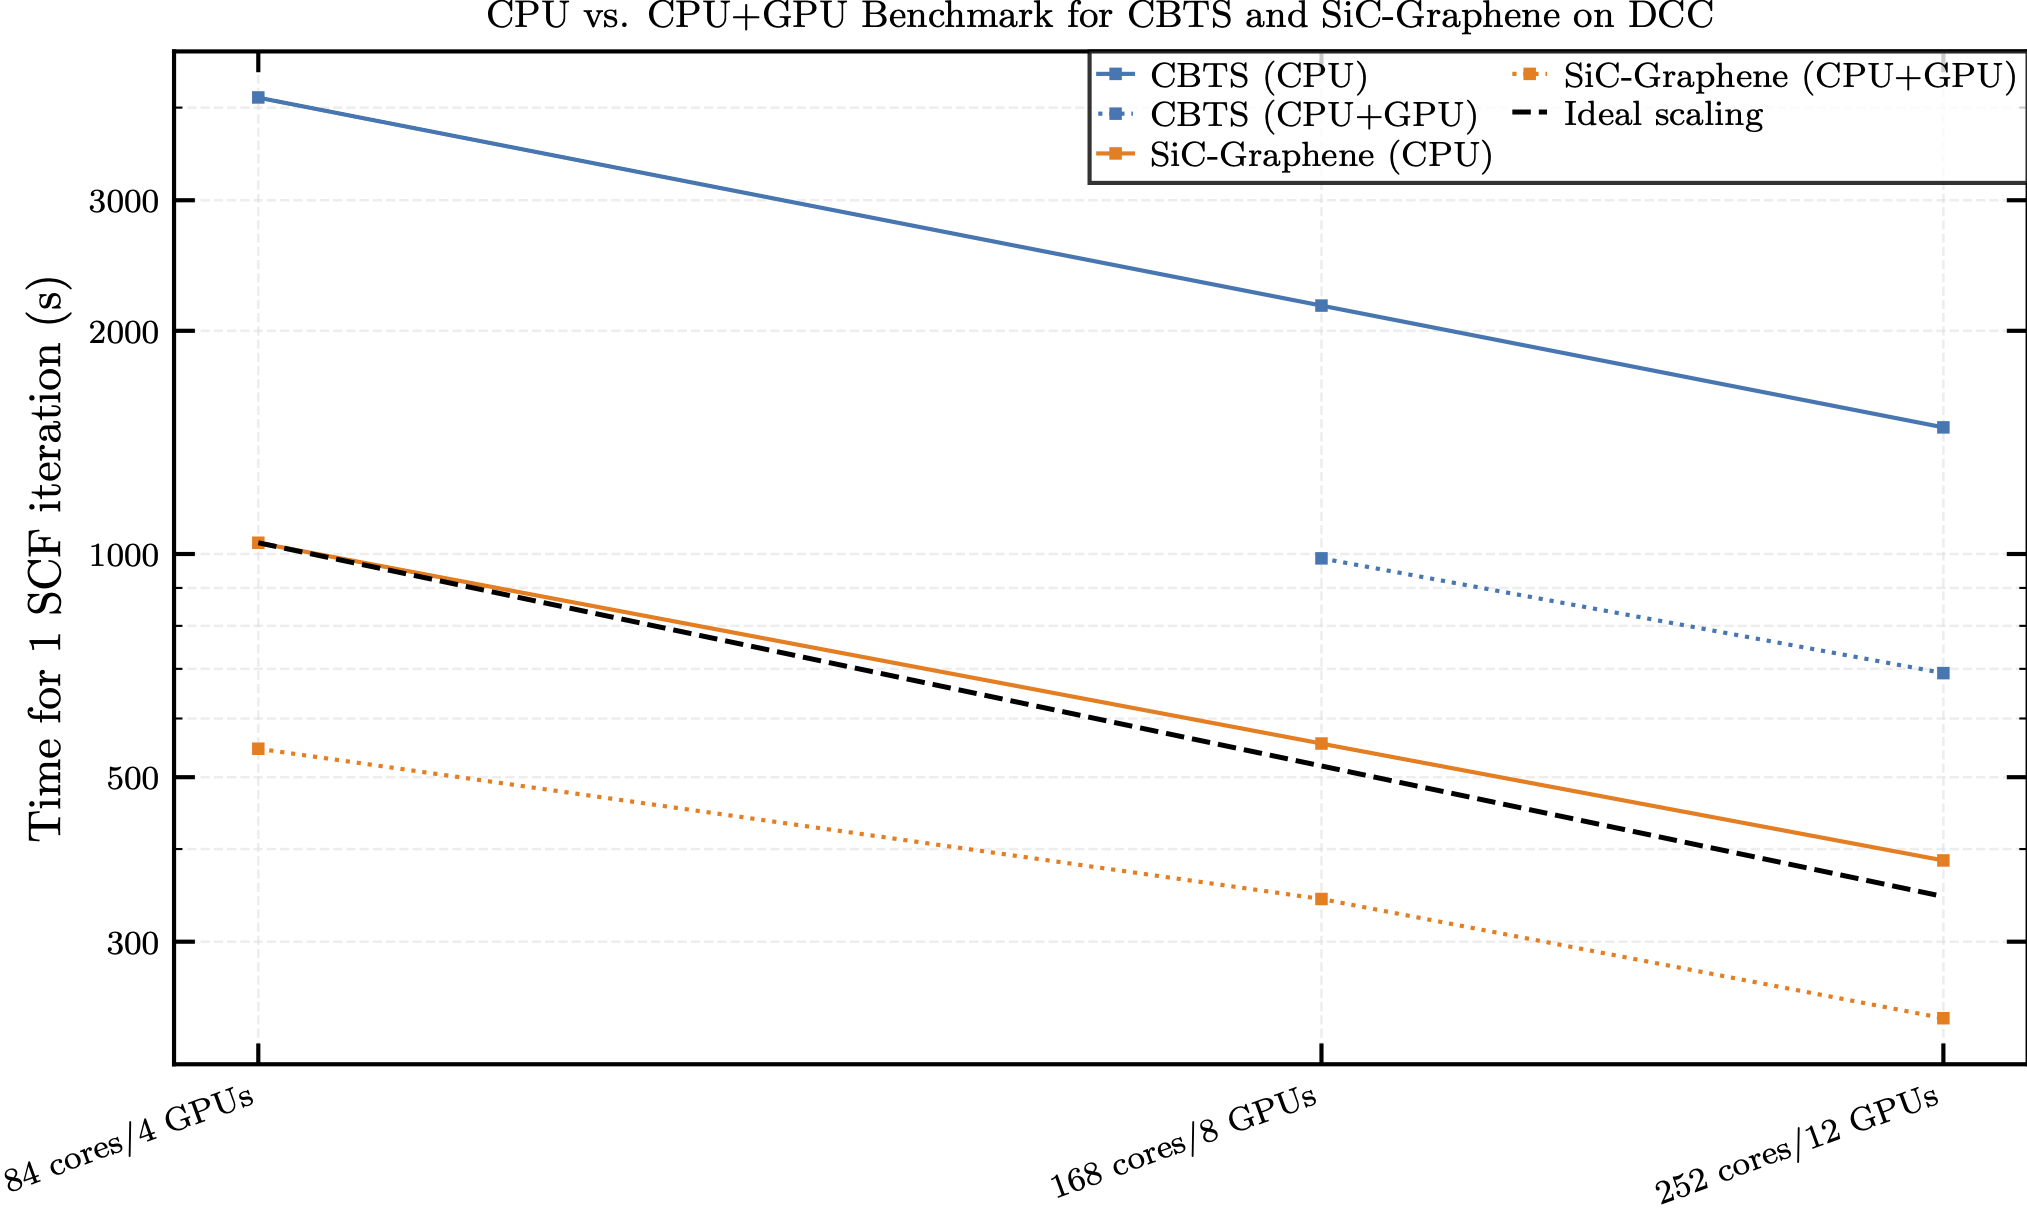 CPU vs. CPU+GPU Benchmark for CBTS and SiC-Graphene on DCC
CBTS (CPU)
CBTS (CPU+GPU)
SiC-Graphene (CPU)
SiC-Graphene (CPU+GPU)
Ideal scaling
Time for 1 SCF iteration (s)
3000
2000
1000
500
300
84 cores/4 GPUs
168 cores/8 GPUs
252 cores/12 GPUs